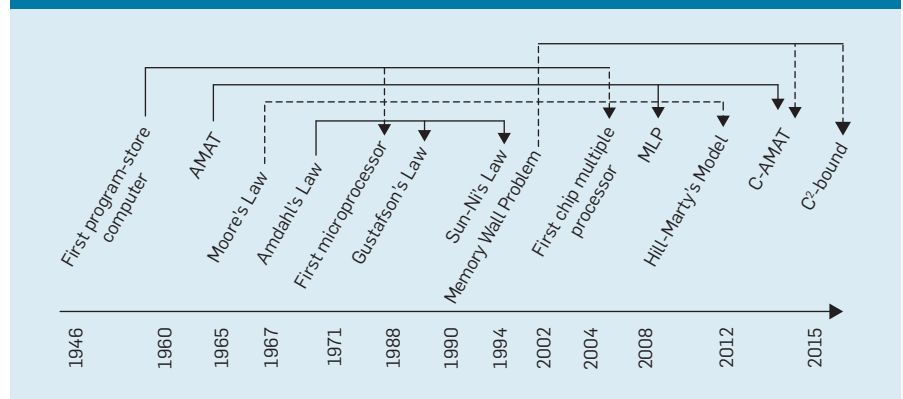 First program-store
computer
AMAT
Moore's Law
Amdahl's Law
First microprocessor
Gustafson's Law
Sun-Ni's Law
Memory Wall Problem
First chip multiple
processor
MLP
Hill-Marty's Model
C-AMAT
C²-bound
1946
1960
1965
1967
1971
1988
1990
1994
2002
2004
2008
2012
2015